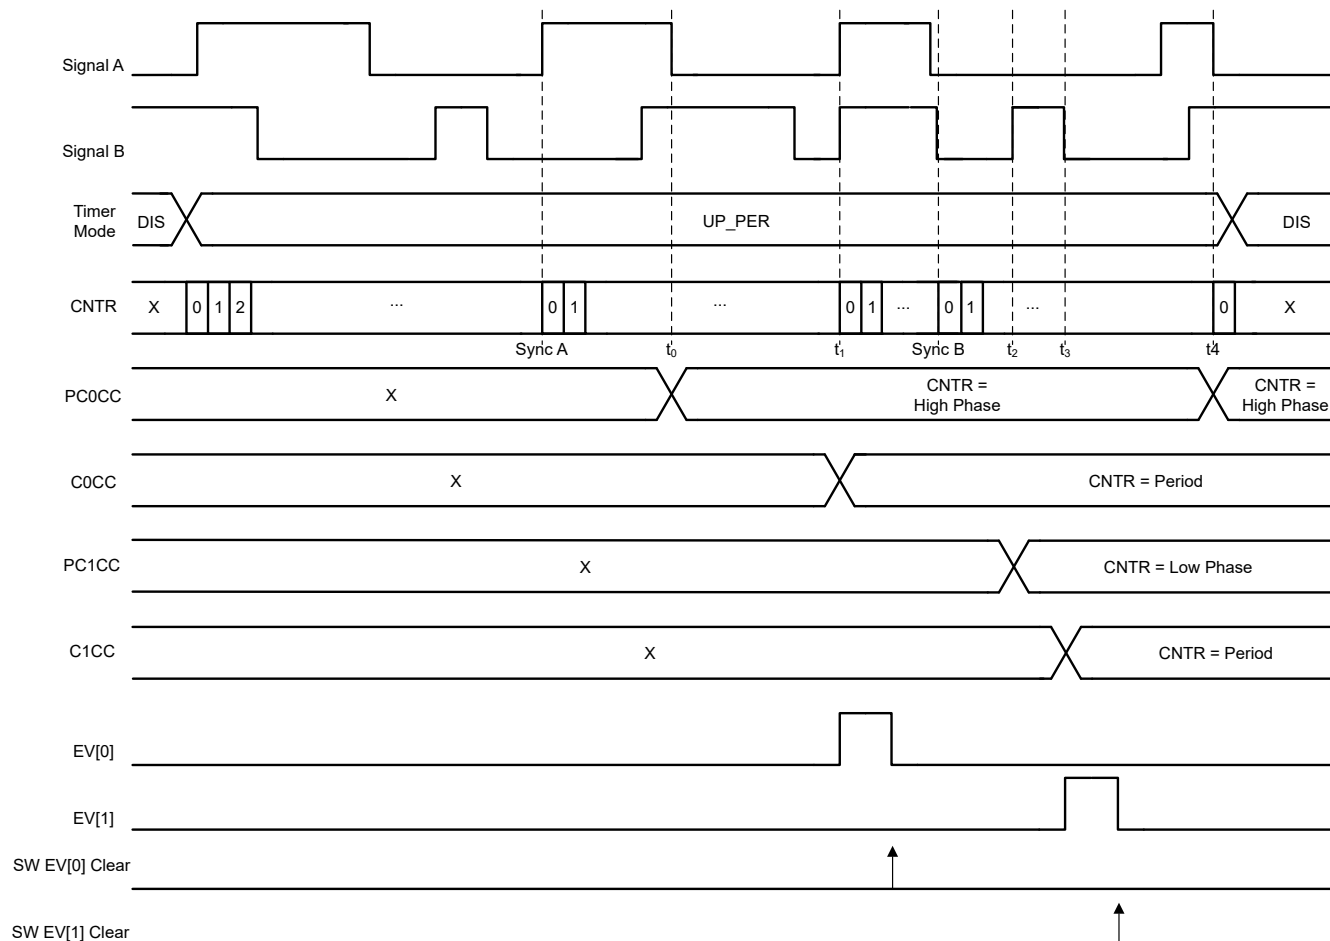 Signal A
Signal B
Timer
Mode
DIS
UP_PER
DIS
CNTR
X
0
1
2
...
0
1
...
0
1
...
0
1
...
0
X
Sync A
t0
t1
Sync B
t2
t3
t4
PC0CC
X
CNTR =
High Phase
CNTR =
High Phase
C0CC
X
CNTR = Period
PC1CC
X
CNTR = Low Phase
C1CC
X
CNTR = Period
EV[0]
EV[1]
SW EV[0] Clear
SW EV[1] Clear